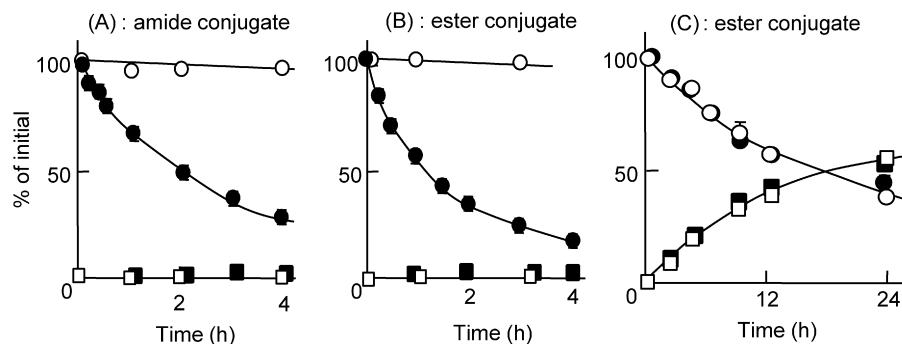 (A) : amide conjugate
(B) : ester conjugate
(C) : ester conjugate
% of initial
100
50
0
2
4
Time (h)
100
50
0
2
4
Time (h)
100
50
0
12
24
Time (h)